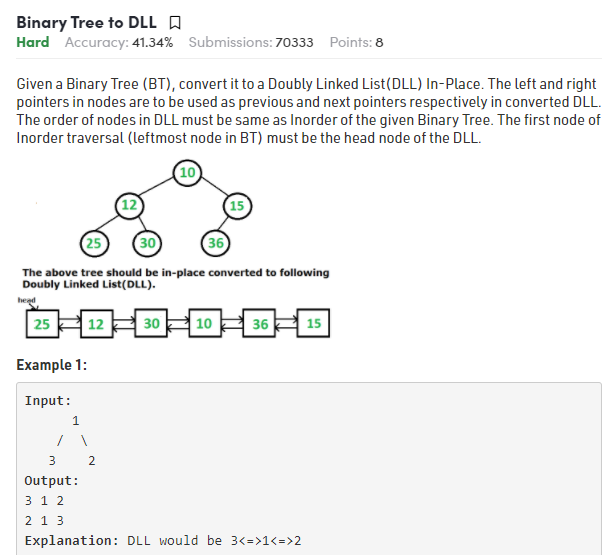 Binary Tree to DLL
Hard Accuracy: 41.34% Submissions: 70333 Points: 8
Given a Binary Tree (BT), convert it to a Doubly Linked List(DLL) In-Place. The left and right
pointers in nodes are to be used as previous and next pointers respectively in converted DLL.
The order of nodes in DLL must be same as Inorder of the given Binary Tree. The first node of
Inorder traversal (leftmost node in BT) must be the head node of the DLL.
10
12 15
25 30 36
The above tree should be in-place converted to following
Doubly Linked List(DLL).
head
25 12 30 10 36 15
Example 1:
Input:
1
/ \
3 2
Output:
3 1 2
2 1 3
Explanation: DLL would be 3<=>1<=>2